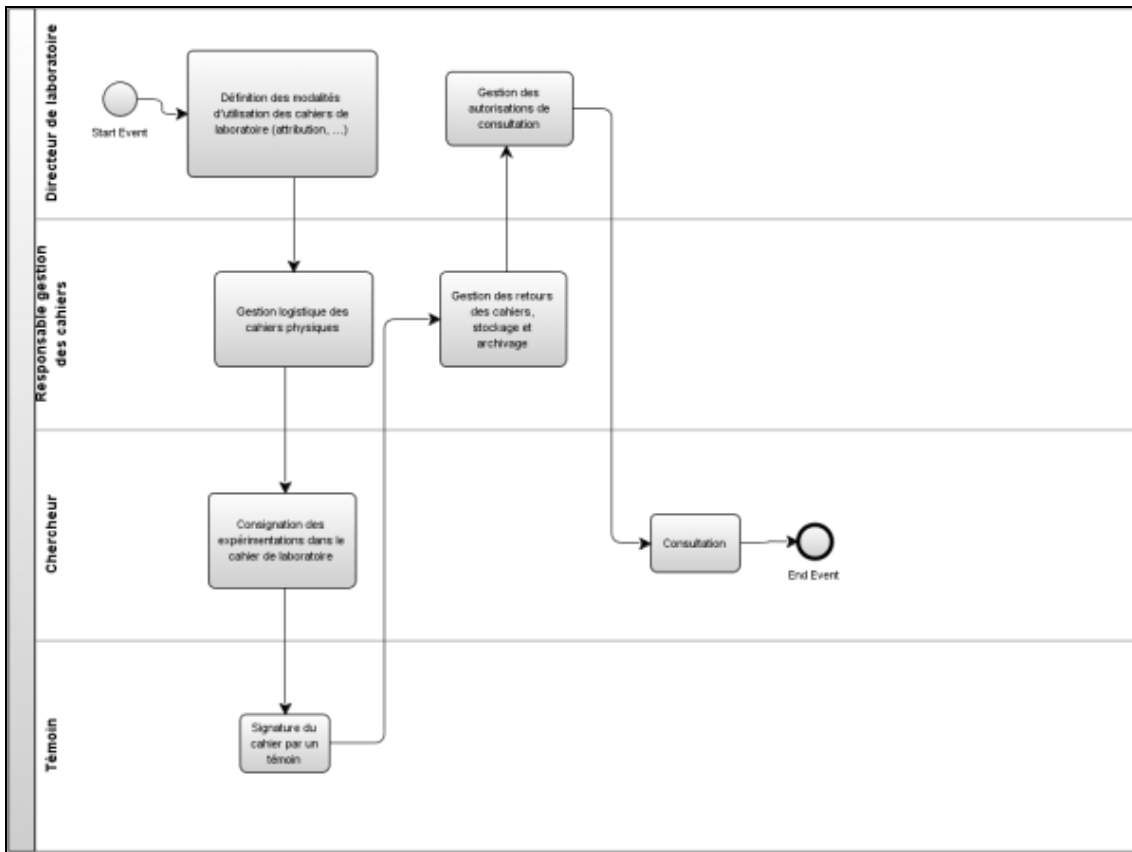 Directeur de laboratoire
Start Event
Définition des modalités
d'utilisation des cahiers de
laboratoire (attribution, ...)
Gestion des
autorisations de
consultation
Responsable gestion
des cahiers
Gestion logistique des
cahiers physiques
Gestion des retours
des cahiers,
stockage et
archivage
Chercheur
Consignation des
expérimentations dans le
cahier de laboratoire
Consultation
End Event
Témoin
Signature du
cahier par un
témoin